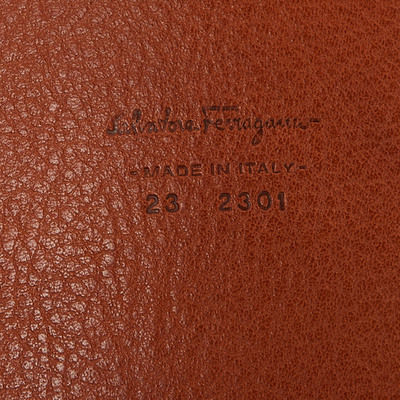 Salvatore Ferragamo
-MADE IN ITALY-
23 2301